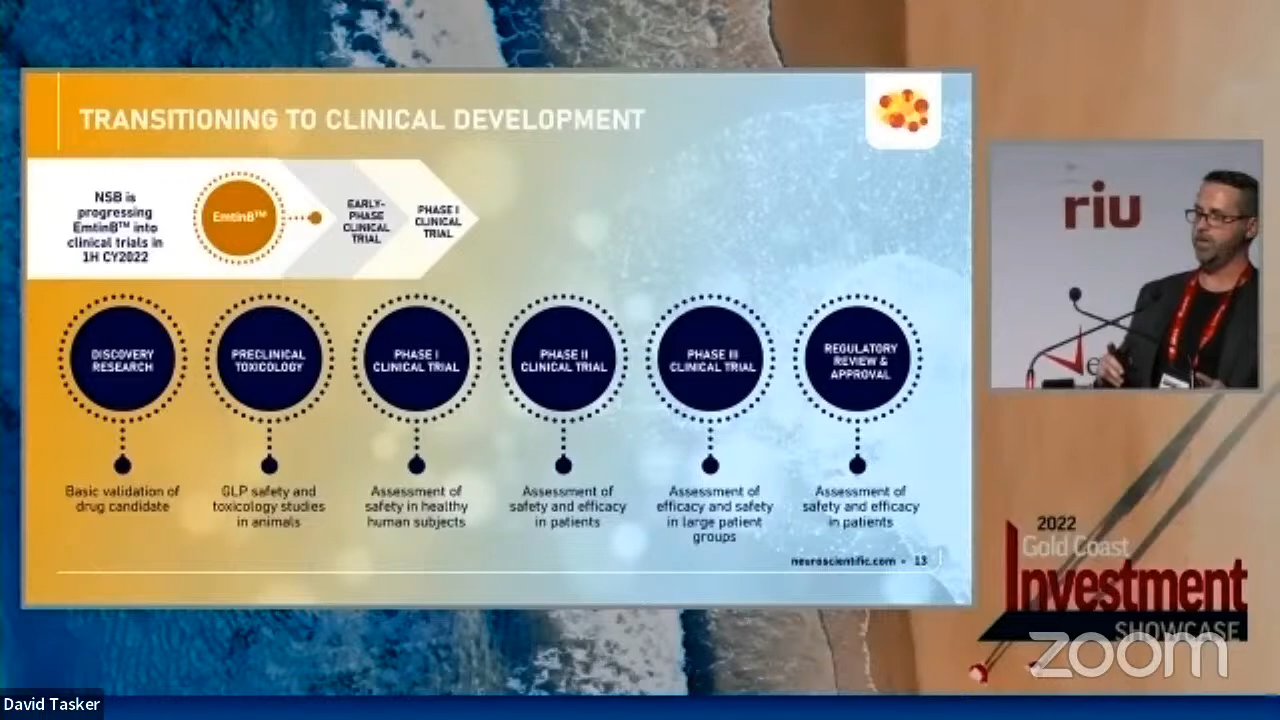 TRANSITIONING TO CLINICAL DEVELOPMENT
NSB is
progressing
EmtinB™ into
clinical trials in
1H CY2022
EmtinB™
EARLY-
PHASE
CLINICAL
TRIAL
PHASE I
CLINICAL
TRIAL
DISCOVERY
RESEARCH
PRECLINICAL
TOXICOLOGY
PHASE I
CLINICAL TRIAL
PHASE II
CLINICAL TRIAL
PHASE III
CLINICAL TRIAL
REGULATORY
REVIEW &
APPROVAL
Basic validation of
drug candidate
GLP safety and
toxicology studies
in animals
Assessment of
safety in healthy
human subjects
Assessment of
safety and efficacy
in patients
Assessment of
efficacy and safety
in large patient
groups
Assessment of
safety and efficacy
in patients
neuroscientific.com - 13
riu
2022
Gold Coast
Investment
SHOWCASE
zoom
David Tasker